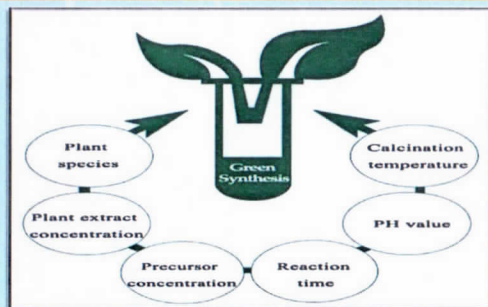 Green
Synthesis
Plant
species
Plant extract
concentration
Precursor
concentration
Reaction
time
PH value
Calcination
temperature